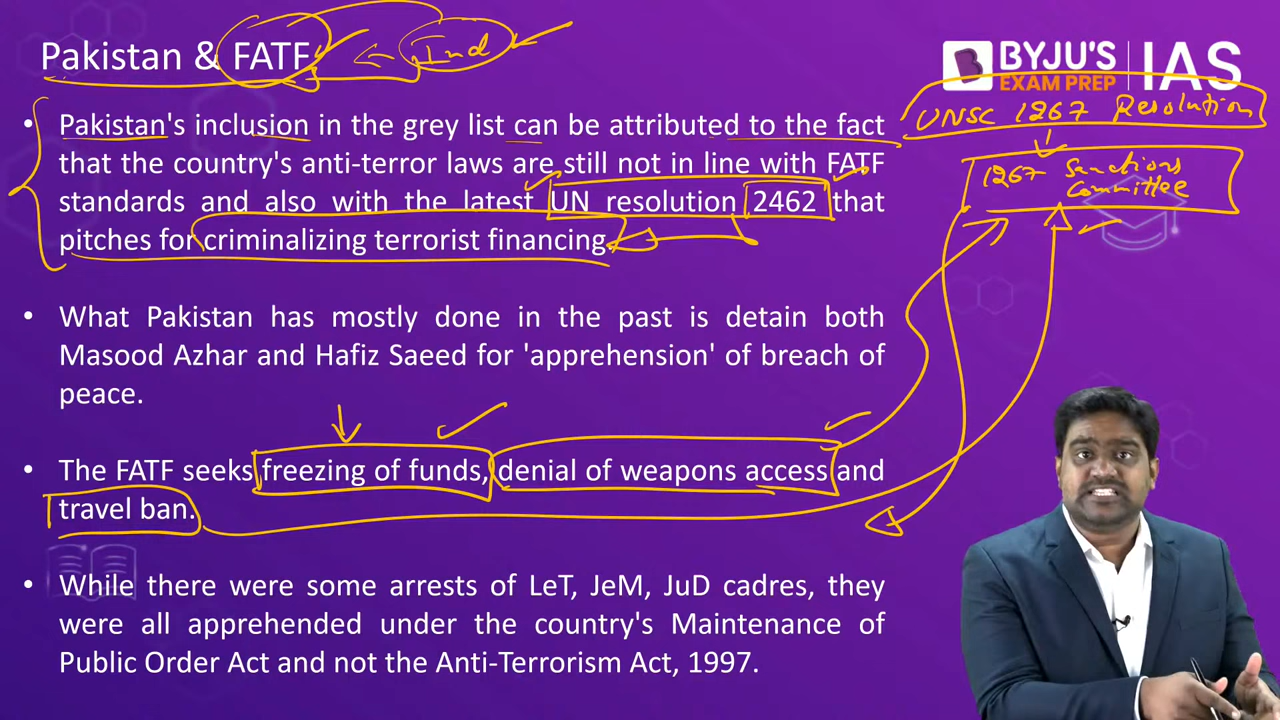 Pakistan & FATF
Ind
BYJU'S
EXAM PREP
IAS
UNSC 1267 Resolution
1267 Sanctions
Committee
• Pakistan's inclusion in the grey list can be attributed to the fact
that the country's anti-terror laws are still not in line with FATF
standards and also with the latest UN resolution 2462 that
pitches for criminalizing terrorist financing.
• What Pakistan has mostly done in the past is detain both
Masood Azhar and Hafiz Saeed for 'apprehension' of breach of
peace.
• The FATF seeks freezing of funds, denial of weapons access and
travel ban.
• While there were some arrests of LeT, JeM, JuD cadres, they
were all apprehended under the country's Maintenance of
Public Order Act and not the Anti-Terrorism Act, 1997.